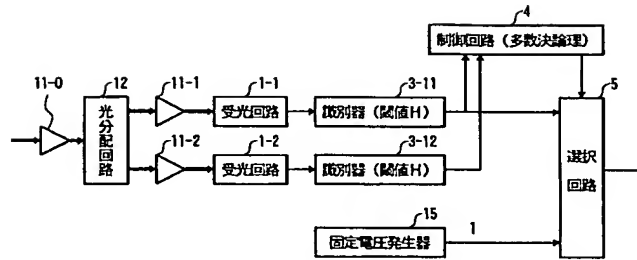 4
制御回路(多数決論理)
11-0
12
11-1
1-1
3-11
5
光分配回路
受光回路
識別器(閾値H)
11-2
1-2
3-12
受光回路
識別器(閾値H)
選択回路
15
固定電圧発生器
1